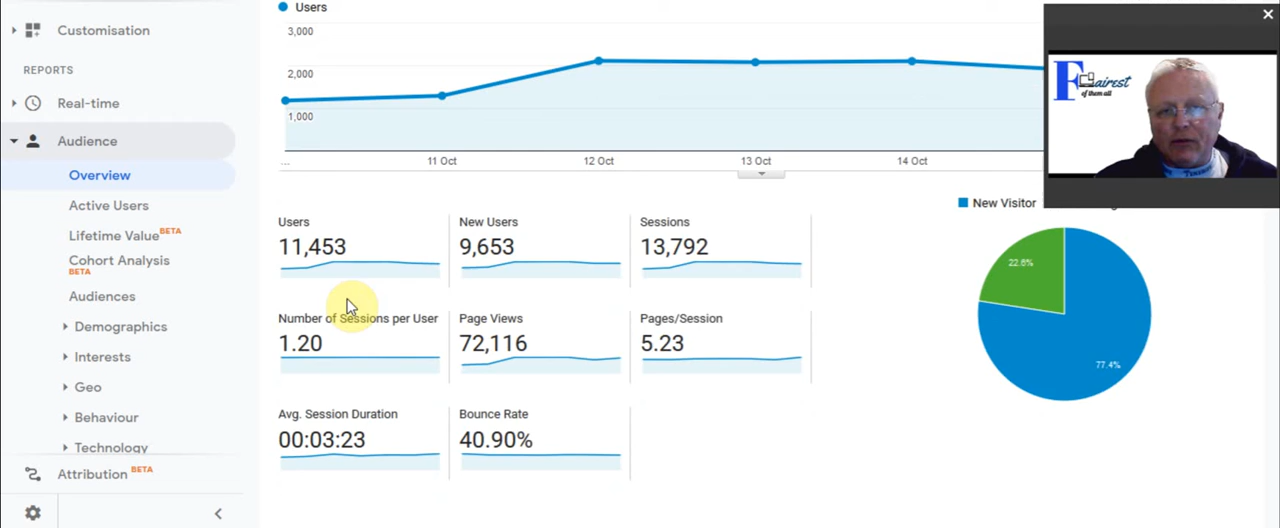 Customisation
REPORTS
Real-time
Audience
Overview
Active Users
Lifetime Value BETA
Cohort Analysis
BETA
Audiences
Demographics
Interests
Geo
Behaviour
Technology
Attribution BETA
Users
3,000
2,000
1,000
...
11 Oct
12 Oct
13 Oct
14 Oct
Users
11,453
New Users
9,653
Sessions
13,792
Number of Sessions per User
1.20
Page Views
72,116
Pages/Session
5.23
Avg. Session Duration
00:03:23
Bounce Rate
40.90%
New Visitor
22.6%
77.4%
Flairest
of them all